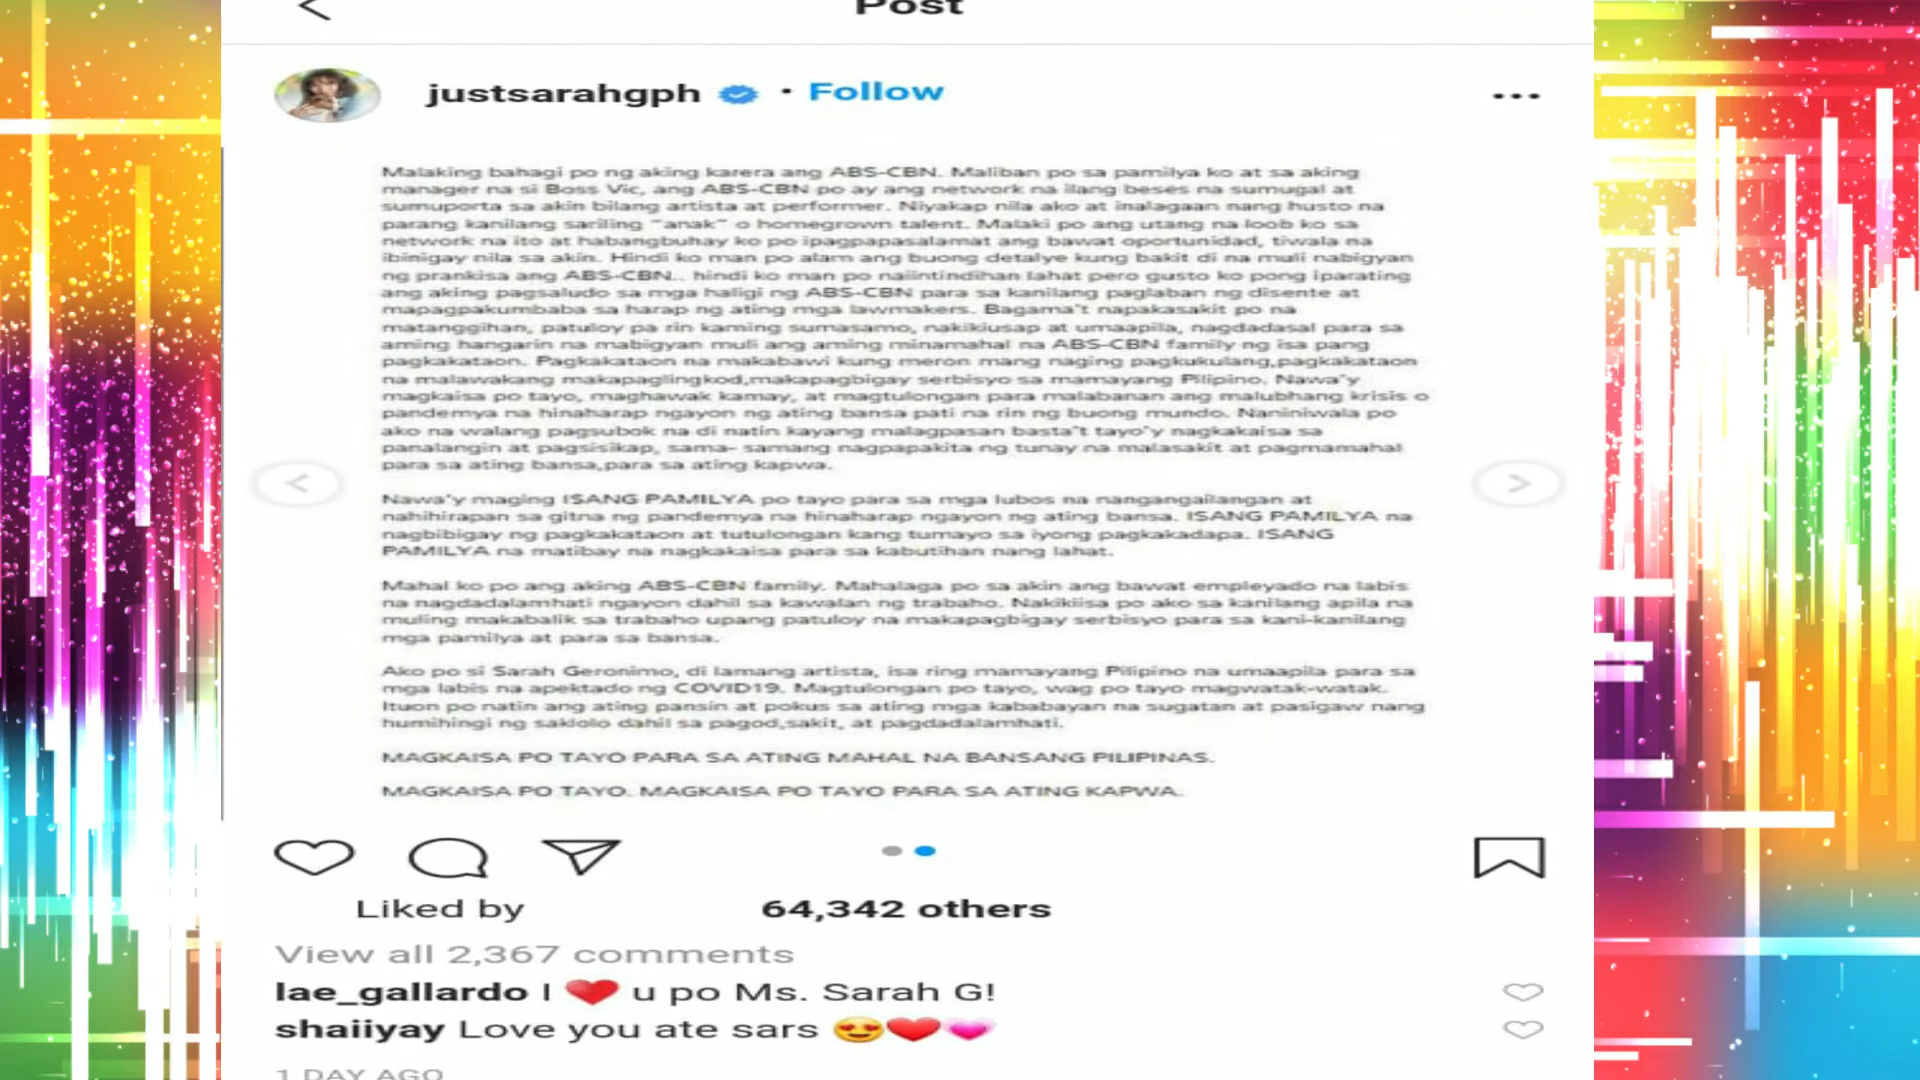 Post
justsarahgph • Follow
Malaking bahagi po ng aking karera ang ABS-CBN. Maliban po sa pamilya ko at sa aking
manager na si Boss Vic, ang ABS-CBN po ay ang network na ilang beses na sumugal at
sumuporta sa akin bilang artista at performer. Niyakap nila ako at inalagaan nang husto na
parang kanilang sariling "anak" o homegrown talent. Malaki po ang utang na loob ko sa
network na ito at habangbuhay ko po ipagpapasalamat ang bawat oportunidad, tiwala na
ibinigay nila sa akin. Hindi ko man po alam ang buong detalye kung bakit di na muli nabigyan
ng prankisa ang ABS-CBN.. hindi ko man po naiintindihan lahat pero gusto ko pong iparating
ang aking pagsaludo sa mga haligi ng ABS-CBN para sa kanilang paglaban ng disente at
mapagpakumbaba sa harap ng ating mga lawmakers. Bagama't napakasakit po na
matanggihan, patuloy pa rin kaming sumasamo, nakikiusap at umaapila, nagdadasal para sa
aming hangarin na mabigyan muli ang aming minamahal na ABS-CBN family ng isa pang
pagkakataon. Pagkakataon na makabawi kung meron mang naging pagkukulang,pagkakataon
na malawakang makapaglingkod,makapagbigay serbisyo sa mamayang Pilipino. Nawa'y
magkaisa po tayo, maghawak kamay, at magtulongan para malabanan ang malubhang krisis o
pandemya na hinaharap ngayon ng ating bansa pati na rin ng buong mundo. Naniniwala po
ako na walang pagsubok na di natin kayang malagpasan basta't tayo'y nagkakaisa sa
panalangin at pagsisikap, sama- samang nagpapakita ng tunay na malasakit at pagmamahal
para sa ating bansa,para sa ating kapwa.
Nawa'y maging ISANG PAMILYA po tayo para sa mga lubos na nangangailangan at
nahihirapan sa gitna ng pandemya na hinaharap ngayon ng ating bansa. ISANG PAMILYA na
nagbibigay ng pagkakataon at tutulongan kang tumayo sa iyong pagkakadapa. ISANG
PAMILYA na matibay na nagkakaisa para sa kabutihan nang lahat.
Mahal ko po ang aking ABS-CBN family. Mahalaga po sa akin ang bawat empleyado na labis
na nagdadalamhati ngayon dahil sa kawalan ng trabaho. Nakikiisa po ako sa kanilang apila na
muling makabalik sa trabaho upang patuloy na makapagbigay serbisyo para sa kani-kanilang
mga pamilya at para sa bansa.
Ako po si Sarah Geronimo, di lamang artista, isa ring mamayang Pilipino na umaapila para sa
mga labis na apektado ng COVID19. Magtulongan po tayo, wag po tayo magwatak-watak.
Ituon po natin ang ating pansin at pokus sa ating mga kababayan na sugatan at pasigaw nang
humihingi ng saklolo dahil sa pagod,sakit, at pagdadalamhati.
MAGKAISA PO TAYO PARA SA ATING MAHAL NA BANSANG PILIPINAS.
MAGKAISA PO TAYO. MAGKAISA PO TAYO PARA SA ATING KAPWA.
Liked by 64,342 others
View all 2,367 comments
lae_gallardo I ❤️ u po Ms. Sarah G!
shaiiyay Love you ate sars 😍❤️💗
1 DAY AGO